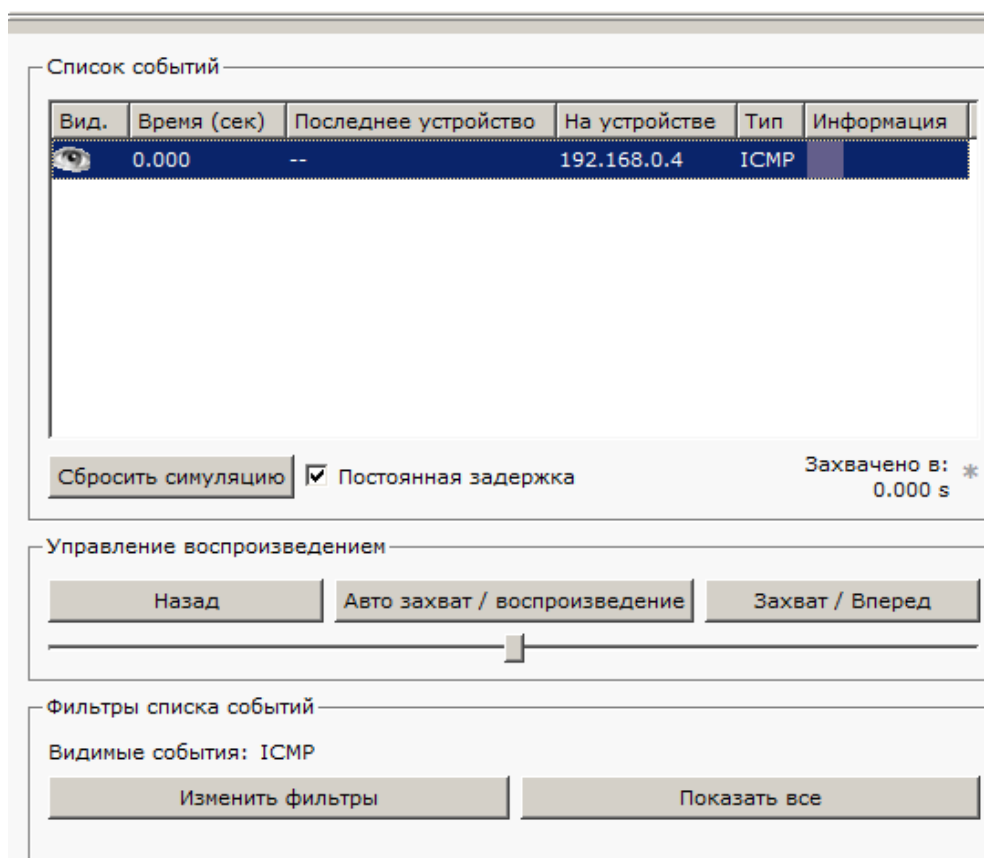 Список событий
Вид. Время (сек) Последнее устройство На устройстве Тип Информация
0.000 -- 192.168.0.4 ICMP
Сбросить симуляцию Постоянная задержка Захвачено в: *
0.000 s
Управление воспроизведением
Назад Авто захват / воспроизведение Захват / Вперед
Фильтры списка событий
Видимые события: ICMP
Изменить фильтры Показать все